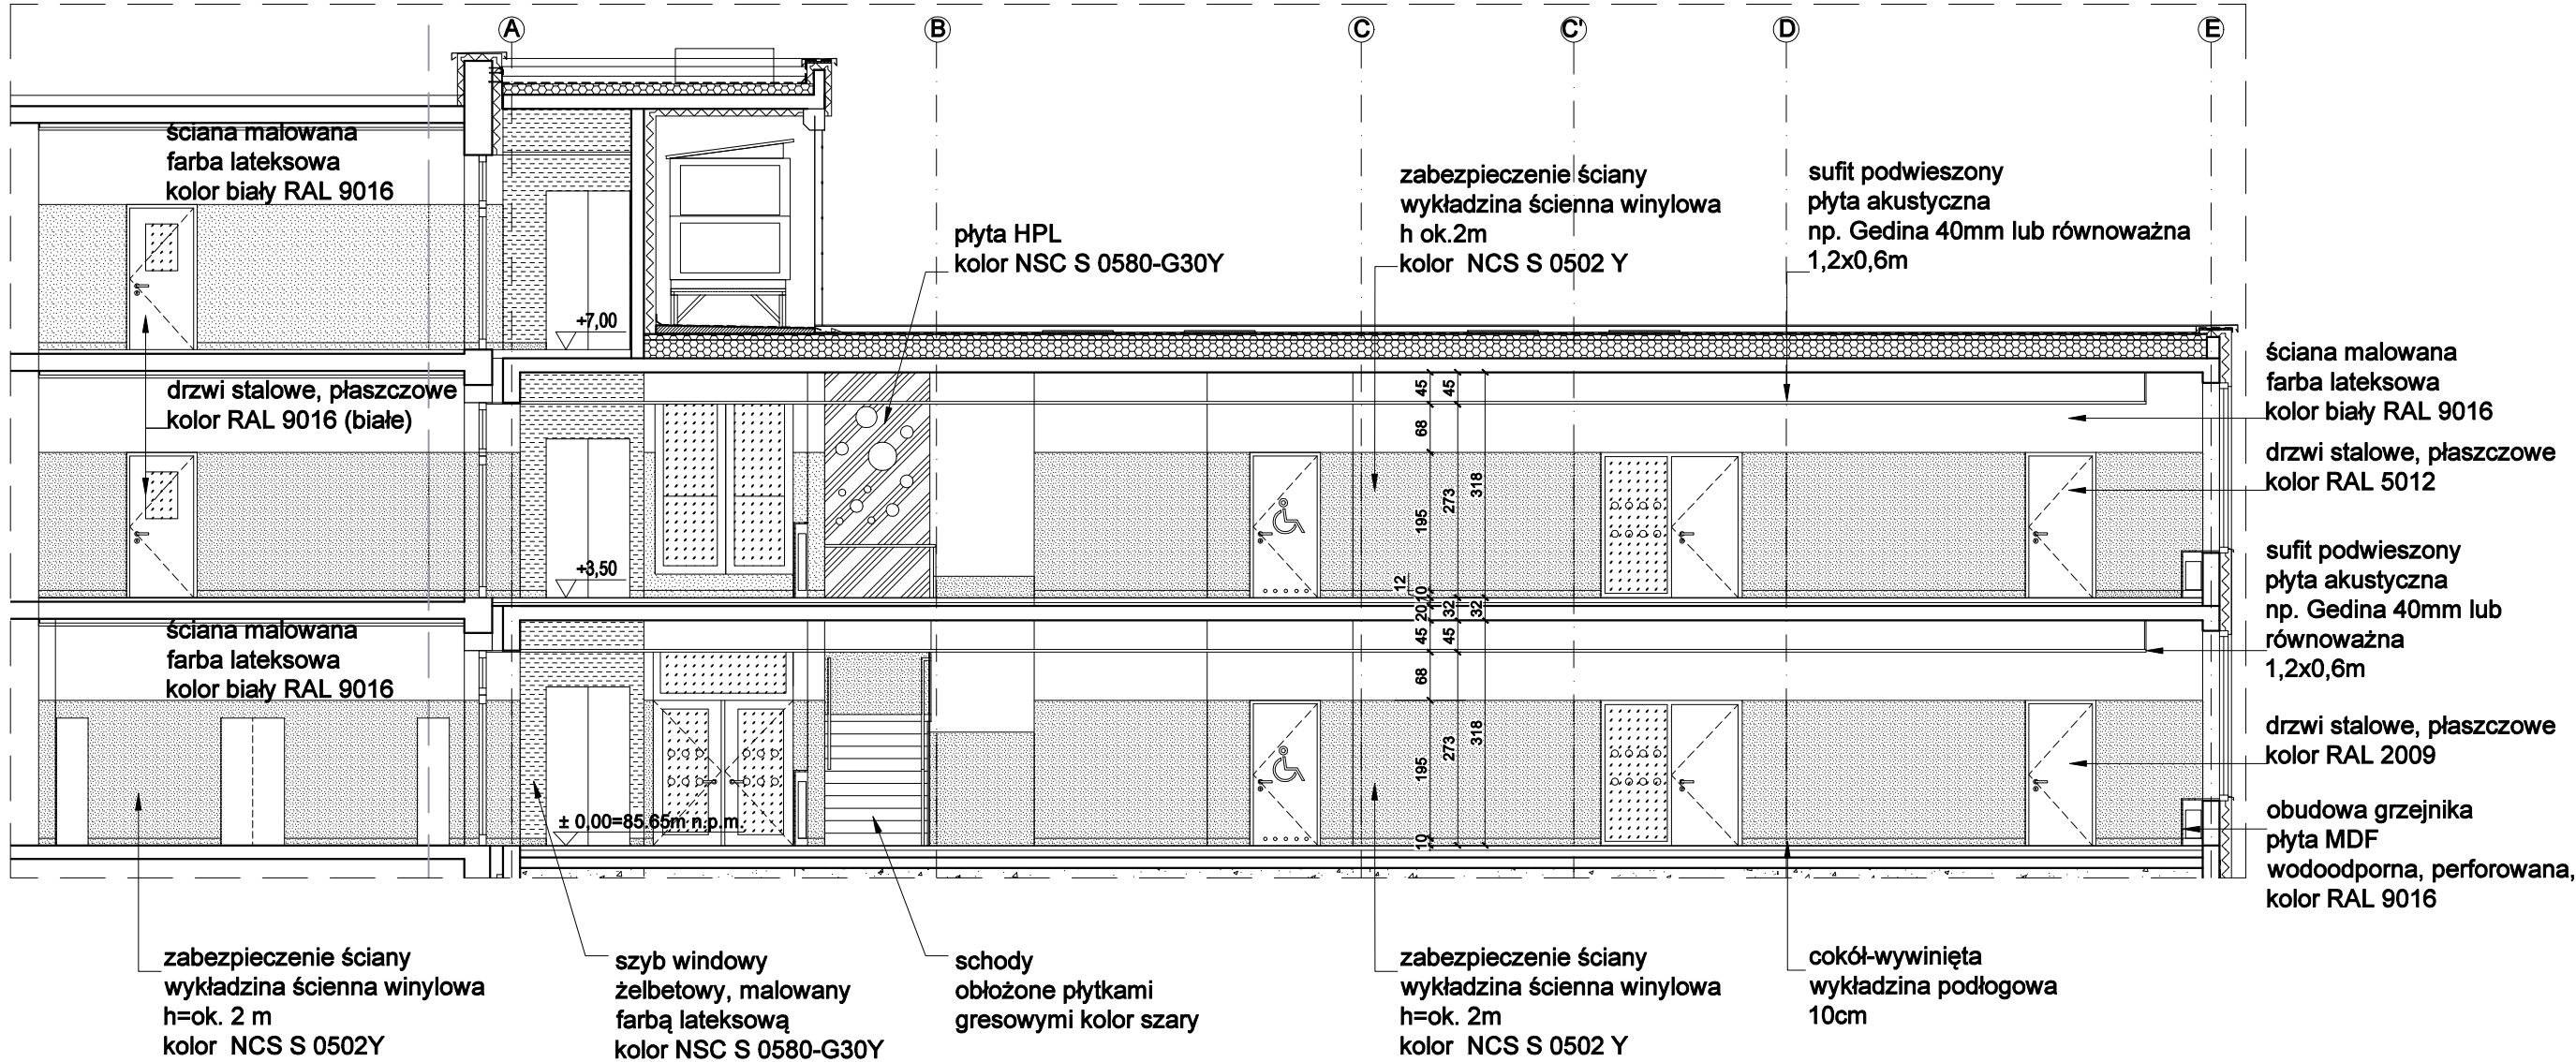 A
B
C
C'
D
E
ściana malowana
farba lateksowa
kolor biały RAL 9016
płyta HPL
kolor NSC S 0580-G30Y
zabezpieczenie ściany
wykładzina ścienna winylowa
h ok.2m
kolor NCS S 0502 Y
sufit podwieszony
płyta akustyczna
np. Gedina 40mm lub równoważna
1,2x0,6m
+7,00
drzwi stalowe, płaszczowe
kolor RAL 9016 (białe)
+3,50
45
45
68
195
273
318
12
10
20
32
32
45
45
68
195
273
318
10
ściana malowana
farba lateksowa
kolor biały RAL 9016
drzwi stalowe, płaszczowe
kolor RAL 5012
sufit podwieszony
płyta akustyczna
np. Gedina 40mm lub
równoważna
1,2x0,6m
drzwi stalowe, płaszczowe
kolor RAL 2009
obudowa grzejnika
płyta MDF
wodoodporna, perforowana,
kolor RAL 9016
ściana malowana
farba lateksowa
kolor biały RAL 9016
± 0,00=85.65m n.p.m.
zabezpieczenie ściany
wykładzina ścienna winylowa
h=ok. 2 m
kolor NCS S 0502Y
szyb windowy
żelbetowy, malowany
farbą lateksową
kolor NSC S 0580-G30Y
schody
obłożone płytkami
gresowymi kolor szary
zabezpieczenie ściany
wykładzina ścienna winylowa
h=ok. 2m
kolor NCS S 0502 Y
cokół-wywinięta
wykładzina podłogowa
10cm